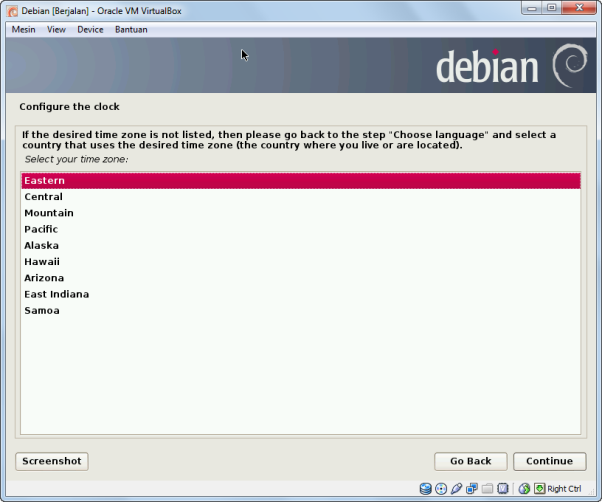 Debian [Berjalan] - Oracle VM VirtualBox
Mesin View Device Bantuan
debian
Configure the clock
If the desired time zone is not listed, then please go back to the step "Choose language" and select a
country that uses the desired time zone (the country where you live or are located).
Select your time zone:
Eastern
Central
Mountain
Pacific
Alaska
Hawaii
Arizona
East Indiana
Samoa
Screenshot Go Back Continue
Right Ctrl